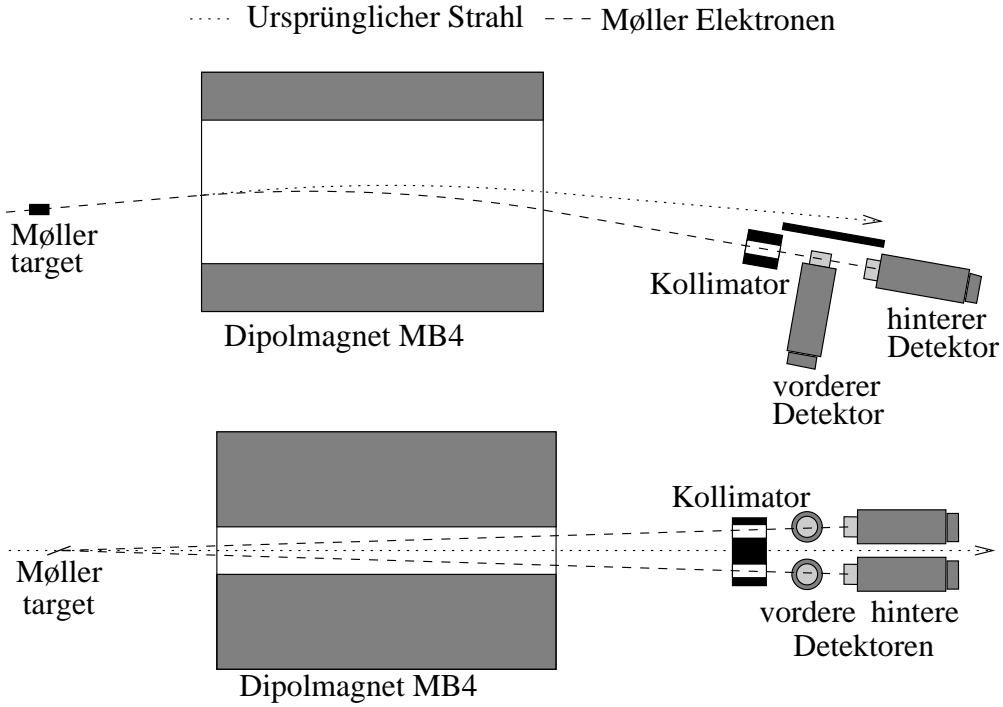 Ursprünglicher Strahl
Møller Elektronen
Møller
target
Kollimator
Dipolmagnet MB4
hinterer
Detektor
vorderer
Detektor
Kollimator
Møller
target
vordere hintere
Detektoren
Dipolmagnet MB4